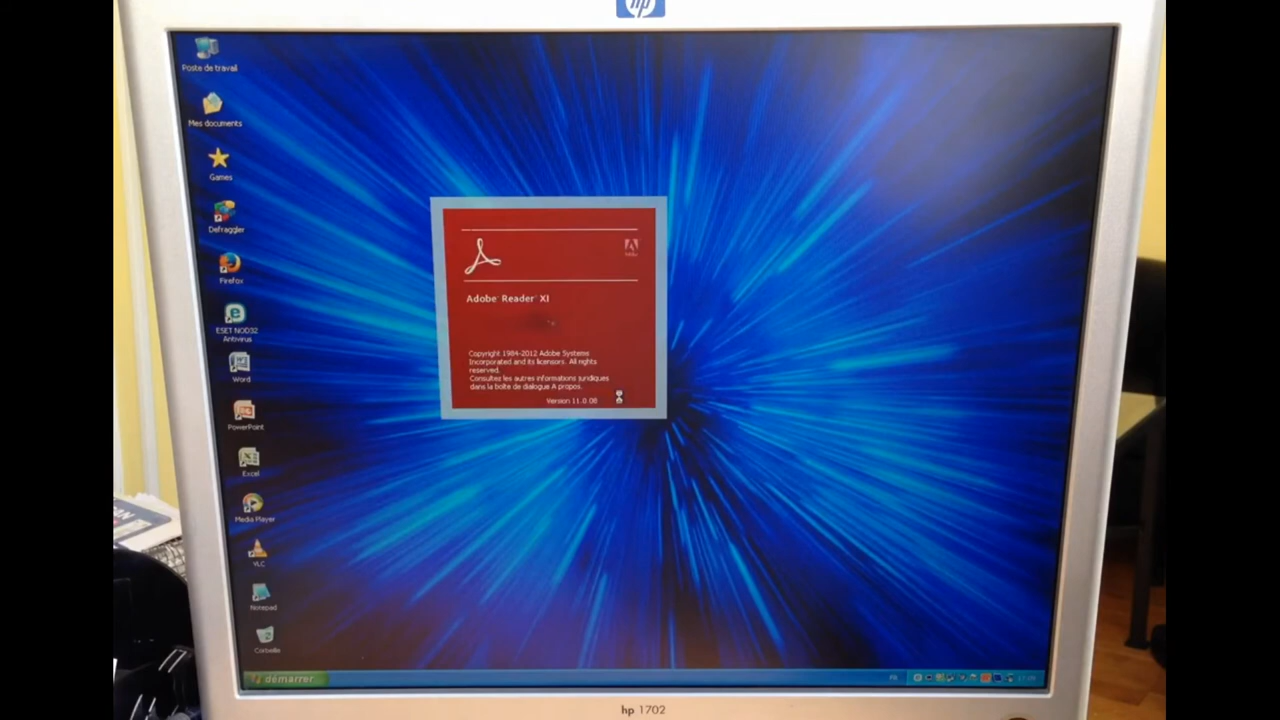 hp
Poste de travail
Mes documents
Games
Defraggler
Firefox
ESET NOD32
Antivirus
Word
PowerPoint
Excel
Media Player
VLC
Notepad
Corbeille
Adobe Reader XI
Copyright 1984-2012 Adobe Systems
Incorporated and its licensors. All rights
reserved.
Consultez les autres informations juridiques
dans la boîte de dialogue A propos.
Version 11.0.08
démarrer
FR
hp 1702